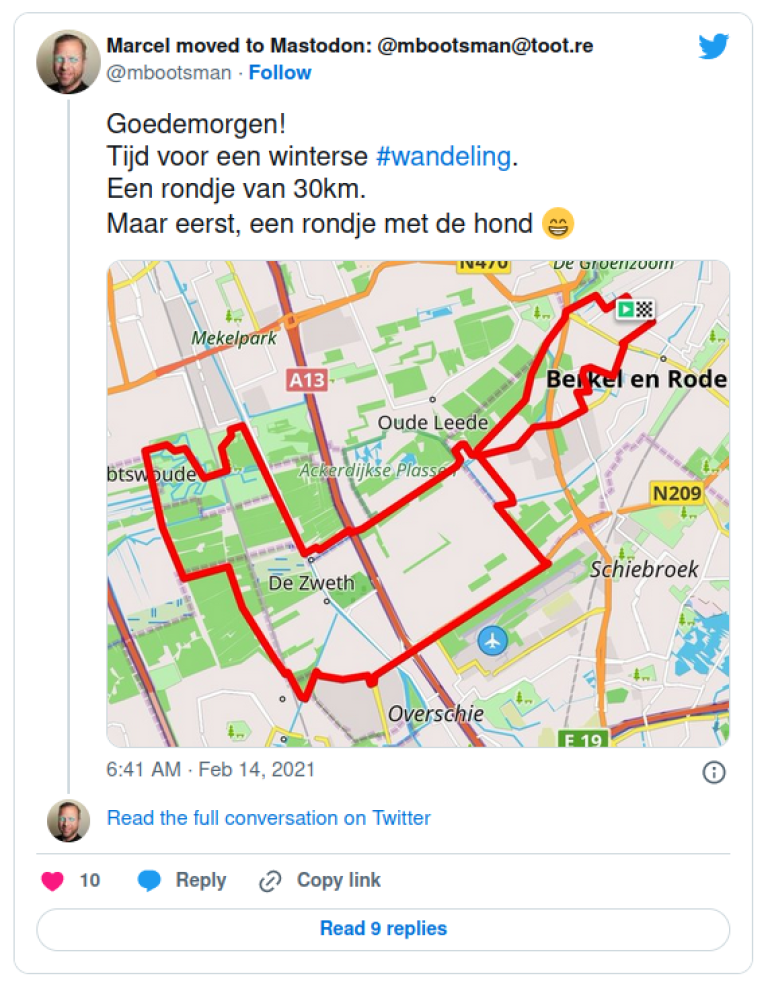 Marcel moved to Mastodon: @mbootsman@toot.re
@mbootsman · Follow
Goedemorgen!
Tijd voor een winterse #wandeling.
Een rondje van 30km.
Maar eerst, een rondje met de hond 😄
N470
De Groenzoom
Mekelpark
A13
Berkel en Rode
Oude Leede
btswoude
Ackerdijkse Plassen
N209
De Zweth
Schiebroek
Overschie
E 19
6:41 AM · Feb 14, 2021
Read the full conversation on Twitter
10 Reply Copy link
Read 9 replies